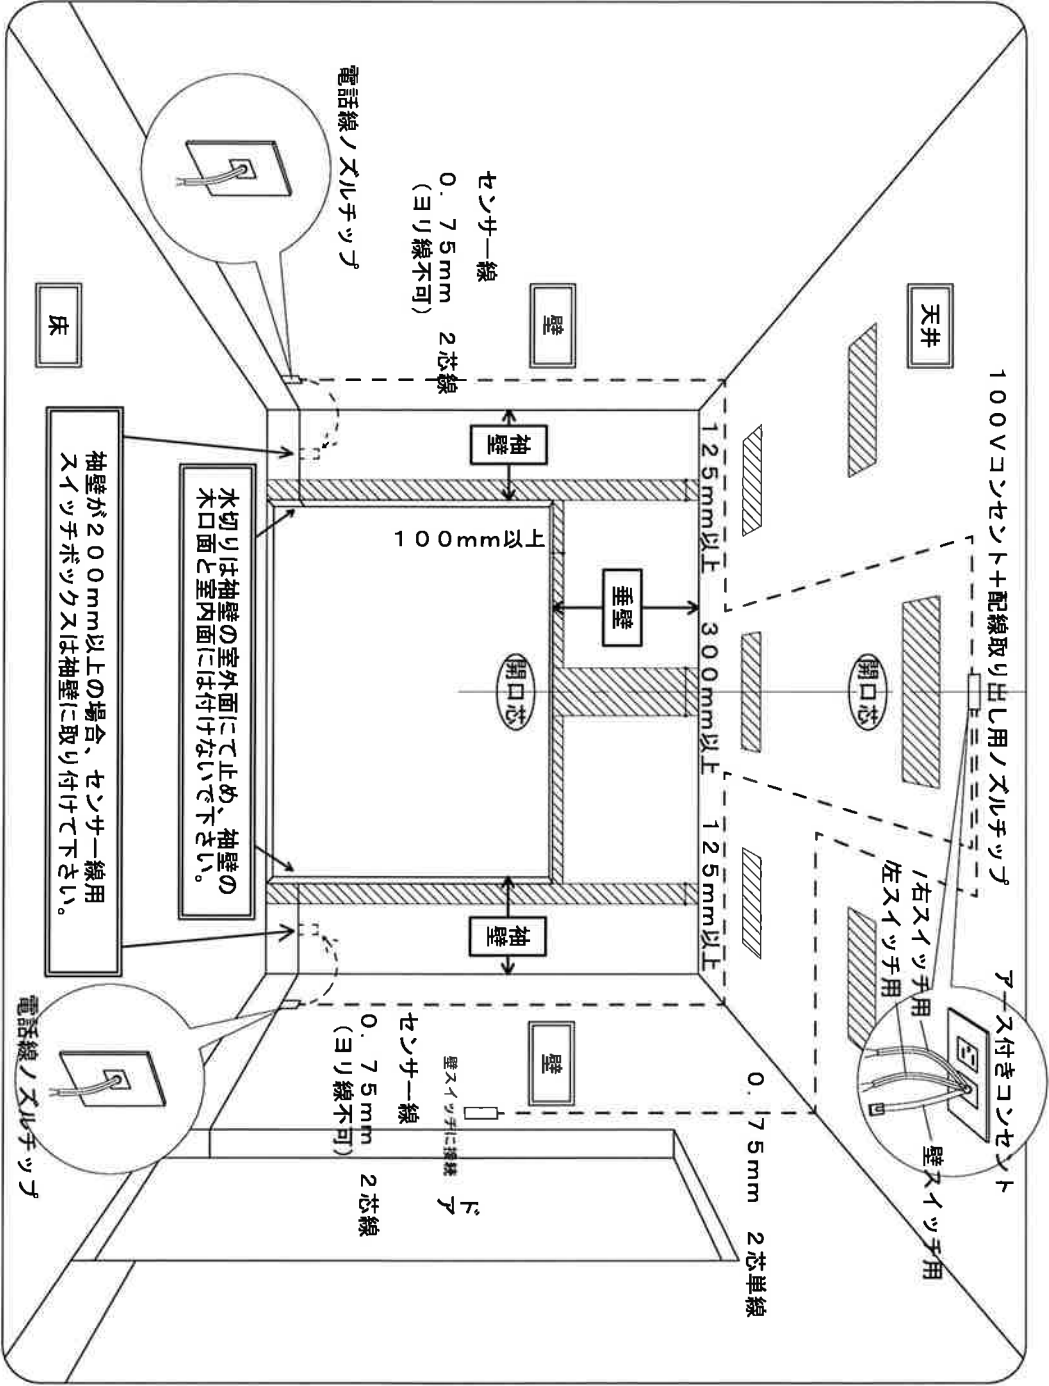 100Vコンセント＋配線取り出し用ノズルチップ
アース付きコンセント
天井
開口芯
右スイッチ用
左スイッチ用
壁スイッチ用
125mm以上
300mm以上
125mm以上
0.75mm 2芯単線
垂壁
壁
袖壁
100mm以上
開口芯
袖壁
壁
センサー線
0.75mm 2芯線
(ヨリ線不可)
壁スイッチに接続
ドア
センサー線
0.75mm 2芯線
(ヨリ線不可)
電話線ノズルチップ
水切りは袖壁の室外面にて止め、袖壁の
木口面と室内面には付けないで下さい。
床
袖壁が200mm以上の場合、センサー線用
スイッチボックスは袖壁に取り付けて下さい。
電話線ノズルチップ